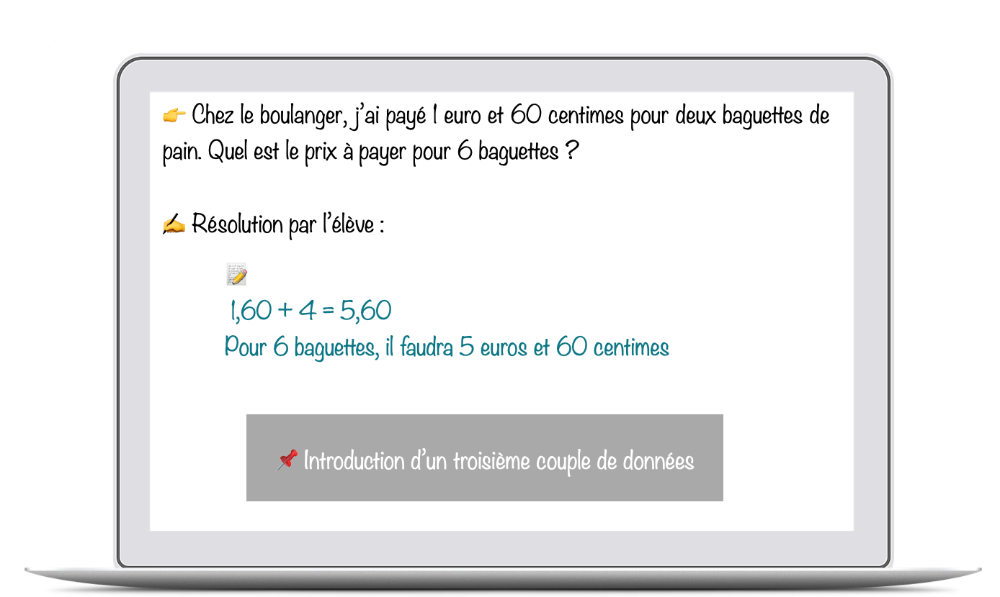 👉 Chez le boulanger, j’ai payé 1 euro et 60 centimes pour deux baguettes de
pain. Quel est le prix à payer pour 6 baguettes ?
✍️ Résolution par l’élève :
📝
1,60 + 4 = 5,60
Pour 6 baguettes, il faudra 5 euros et 60 centimes
📌 Introduction d’un troisième couple de données